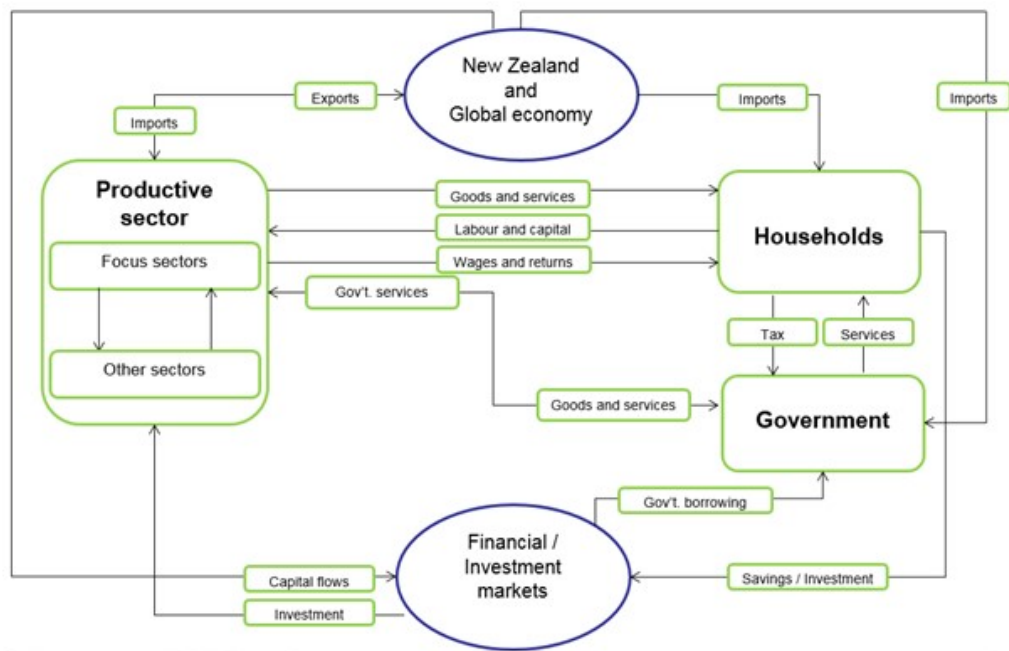 New Zealand
and
Global economy
Exports
Imports
Imports
Imports
Productive
sector
Focus sectors
Other sectors
Goods and services
Labour and capital
Wages and returns
Gov't. services
Households
Tax
Services
Goods and services
Government
Gov't. borrowing
Financial /
Investment
markets
Capital flows
Investment
Savings / Investment